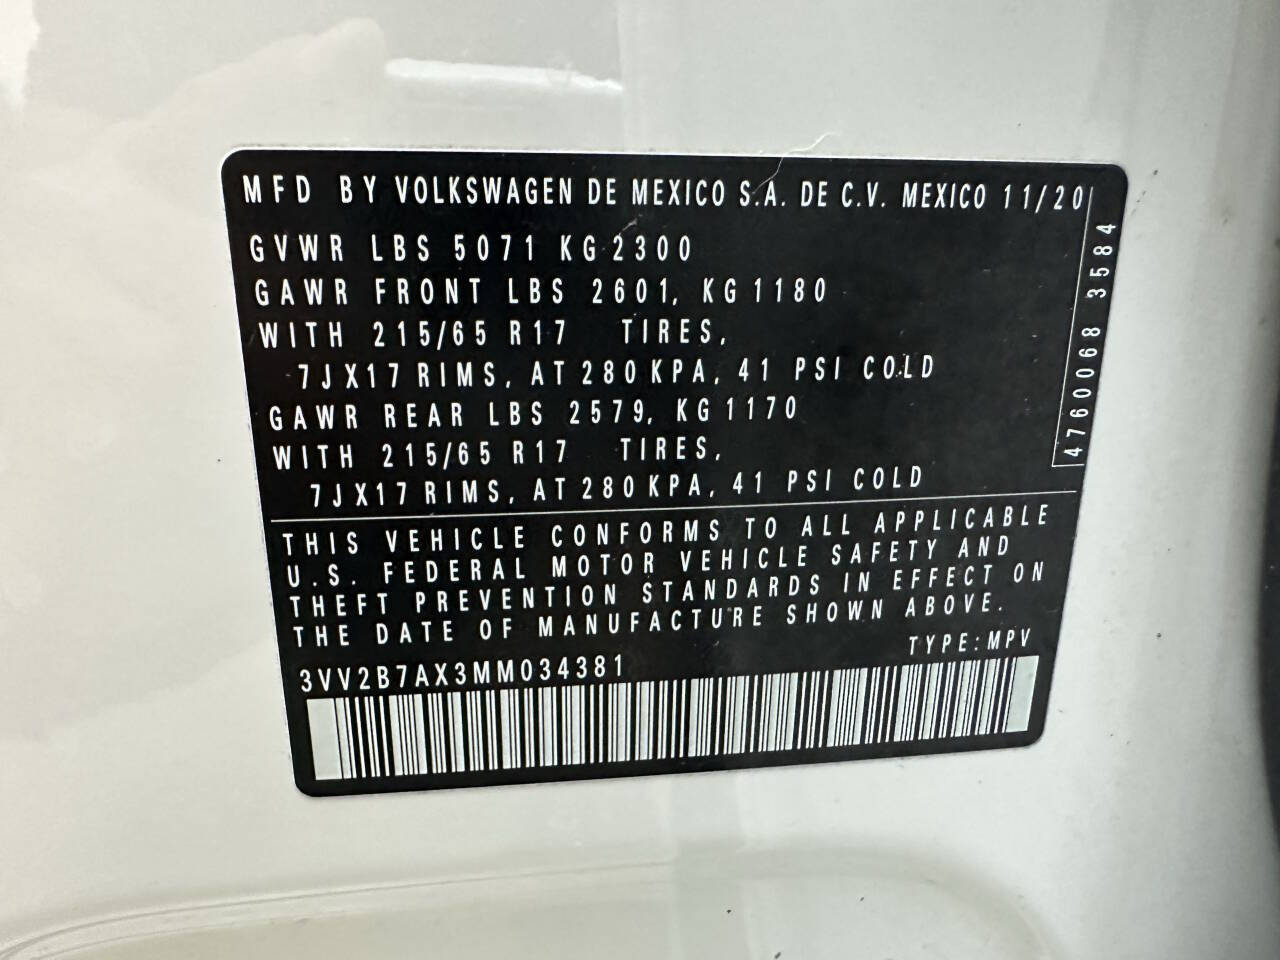 MFD BY VOLKSWAGEN DE MEXICO S.A. DE C.V. MEXICO 11/20
GVWR LBS 5071 KG 2300
GAWR FRONT LBS 2601, KG 1180
WITH 215/65 R17 TIRES,
7JX17 RIMS, AT 280 KPA, 41 PSI COLD
GAWR REAR LBS 2579, KG 1170
WITH 215/65 R17 TIRES,
7JX17 RIMS, AT 280 KPA, 41 PSI COLD
4760068 3584
THIS VEHICLE CONFORMS TO ALL APPLICABLE
U.S. FEDERAL MOTOR VEHICLE SAFETY AND
THEFT PREVENTION STANDARDS IN EFFECT ON
THE DATE OF MANUFACTURE SHOWN ABOVE.
TYPE: MPV
3VV2B7AX3MM034381